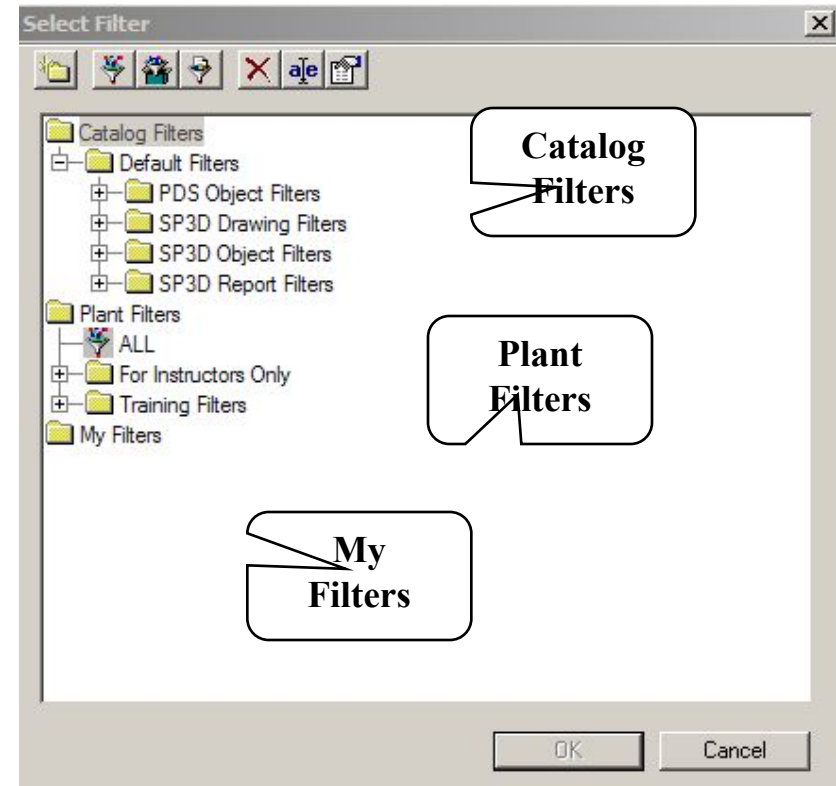 Select Filter
a e
Catalog Filters
Default Filters
PDS Object Filters
SP3D Drawing Filters
SP3D Object Filters
SP3D Report Filters
Plant Filters
ALL
For Instructors Only
Training Filters
My Filters
Catalog
Filters
Plant
Filters
My
Filters
OK
Cancel